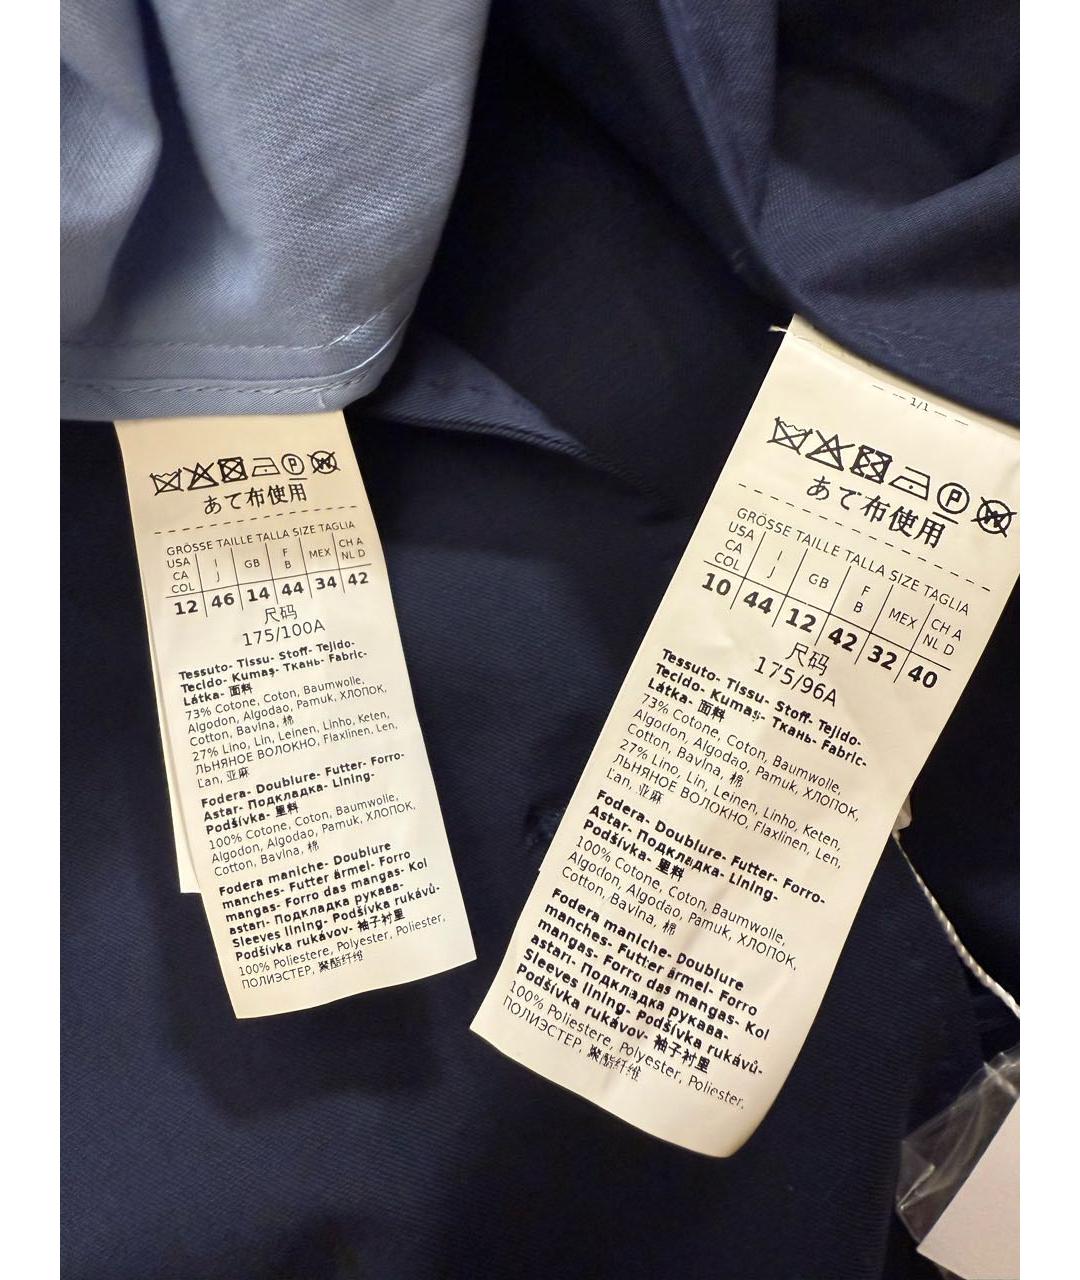 あて布使用
GRÖSSE TAILLE TALLA SIZE TAGLIA
USA CA COL I J GB F B MEX CH A NL D
12 46 14 44 34 42
尺码
175/100A
Tessuto- Tissu- Stoff- Tejido-
Tecido- Kumaş- Ткань- Fabric-
Látka- 面料
73% Cotone, Coton, Baumwolle,
Algodon, Algodao, Pamuk, ХЛОПОК,
Cotton, Bavlna, 棉
27% Lino, Lin, Leinen, Linho, Keten,
ЛЬНЯНОЕ ВОЛОКНО, Flaxlinen, Len,
Ľan, 亚麻
Fodera- Doublure- Futter- Forro-
Astar- Подкладка- Lining-
Podšívka- 里料
100% Cotone, Coton, Baumwolle,
Algodon, Algodao, Pamuk, ХЛОПОК,
Cotton, Bavlna, 棉
Fodera maniche- Doublure
manches- Futter ärmel- Forro
mangas- Forro das mangas- Kol
astarı- Подкладка рукава-
Sleeves lining- Podšívka rukávů-
Podšívka rukávov- 袖子衬里
100% Poliestere, Polyester, Poliester,
ПОЛИЭСТЕР, 聚酯纤维
1/1
あて布使用
GRÖSSE TAILLE TALLA SIZE TAGLIA
USA CA COL I J GB F B MEX CH A NL D
10 44 12 42 32 40
尺码
175/96A
Tessuto- Tissu- Stoff- Tejido-
Tecido- Kumaş- Ткань- Fabric-
Látka- 面料
73% Cotone, Coton, Baumwolle,
Algodon, Algodao, Pamuk, ХЛОПОК,
Cotton, Bavlna, 棉
27% Lino, Lin, Leinen, Linho, Keten,
ЛЬНЯНОЕ ВОЛОКНО, Flaxlinen, Len,
Ľan, 亚麻
Fodera- Doublure- Futter- Forro-
Astar- Подкладка- Lining-
Podšívka- 里料
100% Cotone, Coton, Baumwolle,
Algodon, Algodao, Pamuk, ХЛОПОК,
Cotton, Bavlna, 棉
Fodera maniche- Doublure
manches- Futter ärmel- Forro
mangas- Forro das mangas- Kol
astarı- Подкладка рукава-
Sleeves lining- Podšívka rukávů-
Podšívka rukávov- 袖子衬里
100% Poliestere, Polyester, Poliester,
ПОЛИЭСТЕР, 聚酯纤维